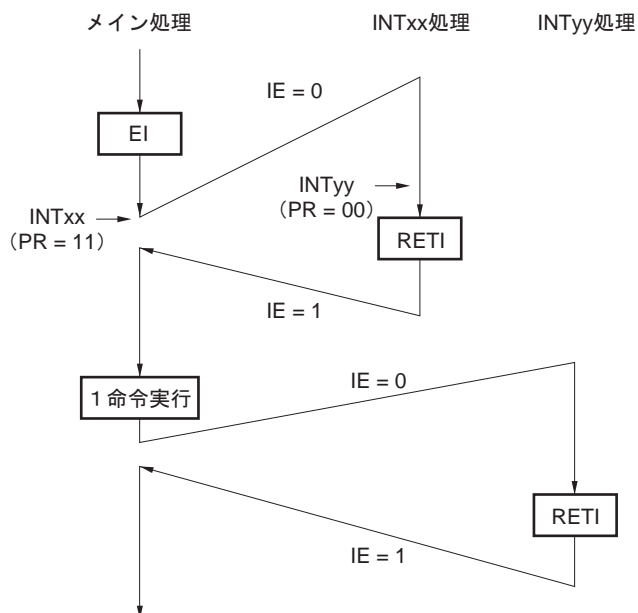 メイン処理
INTxx処理
INTyy処理
IE = 0
EI
INTxx
（PR = 11）
INTyy
（PR = 00）
RETI
IE = 1
IE = 0
１命令実行
RETI
IE = 1